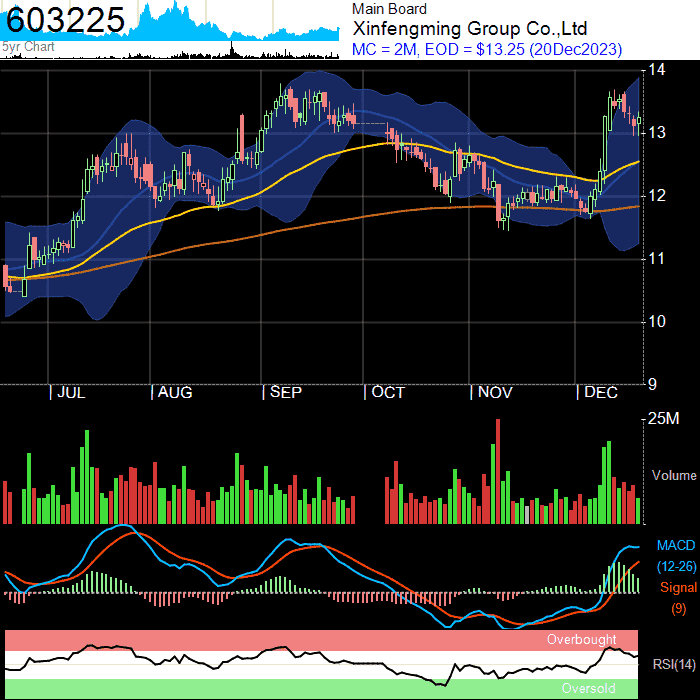 603225
5yr Chart
Main Board
Xinfengming Group Co.,Ltd
MC = 2M, EOD = $13.25 (20Dec2023)
14
13
12
11
10
9
| JUL | AUG | SEP | OCT | NOV | DEC
25M
Volume
MACD
(12-26)
Signal
(9)
Overbought
RSI(14)
Oversold